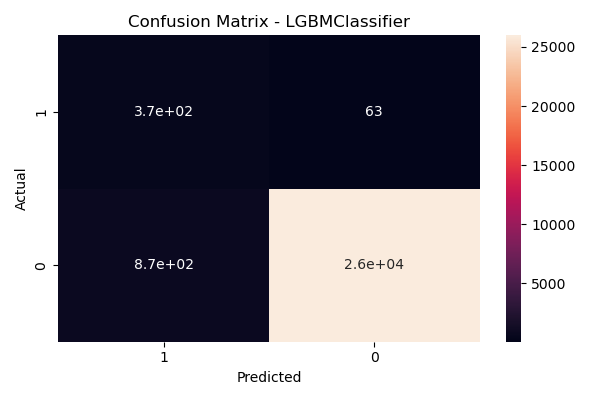 Confusion Matrix - LGBMClassifier
Actual
1
3.7e+02
63
0
8.7e+02
2.6e+04
1
0
Predicted
25000
20000
15000
10000
5000